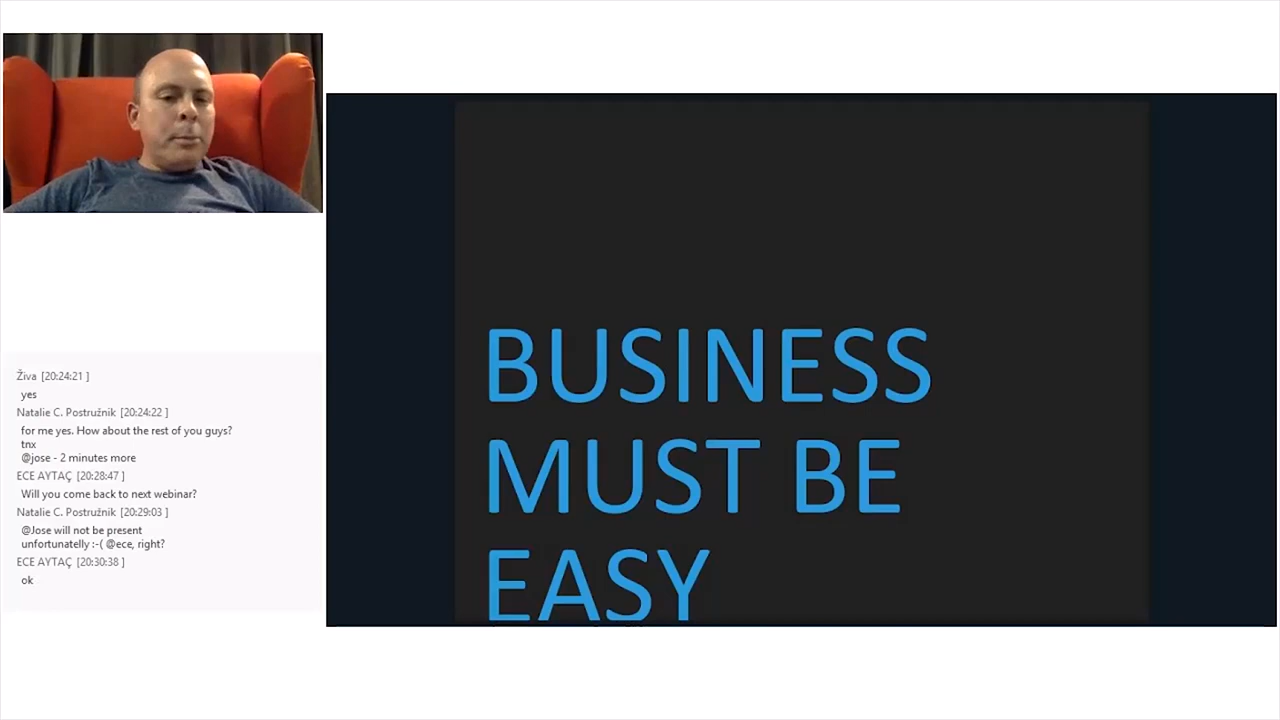 Živa [20:24:21 ]
yes
Natalie C. Postružnik [20:24:22 ]
for me yes. How about the rest of you guys?
tnx
@jose - 2 minutes more
ECE AYTAÇ [20:28:47 ]
Will you come back to next webinar?
Natalie C. Postružnik [20:29:03 ]
@Jose will not be present
unfortunatelly :-( @ece, right?
ECE AYTAÇ [20:30:38 ]
ok
BUSINESS
MUST BE
EASY